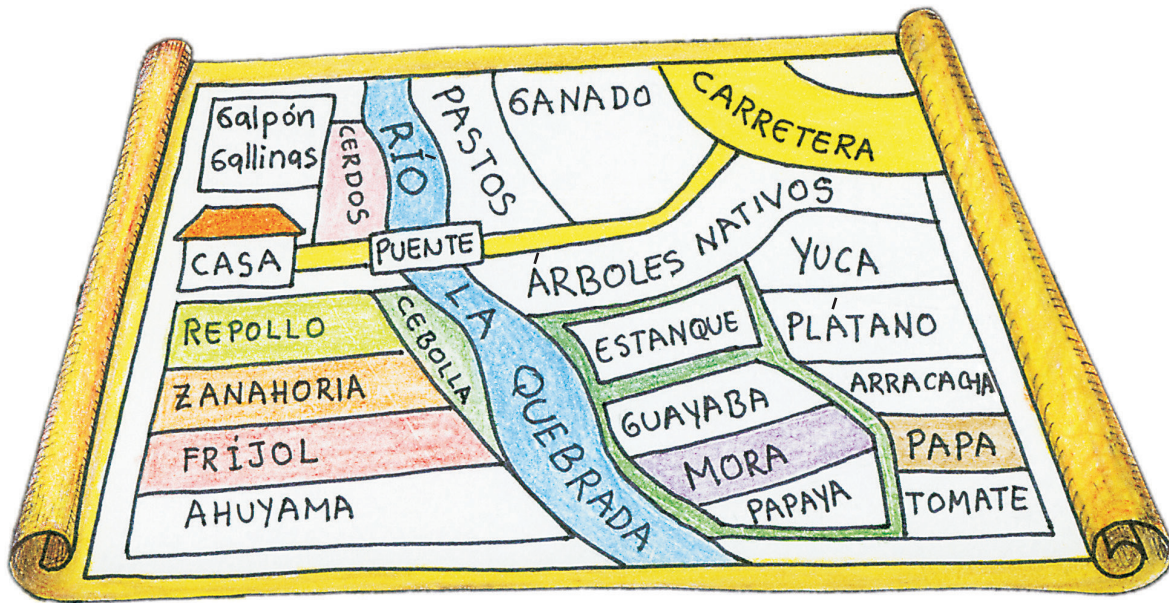 Galpón
Gallinas
CERDOS
RÍO
PASTOS
GANADO
CARRETERA
CASA
PUENTE
ÁRBOLES NATIVOS
YUCA
REPOLLO
CEBOLLA
LA QUEBRADA
ESTANQUE
PLÁTANO
ZANAHORIA
GUAYABA
ARRACACHA
FRÍJOL
MORA
PAPA
AHUYAMA
PAPAYA
TOMATE